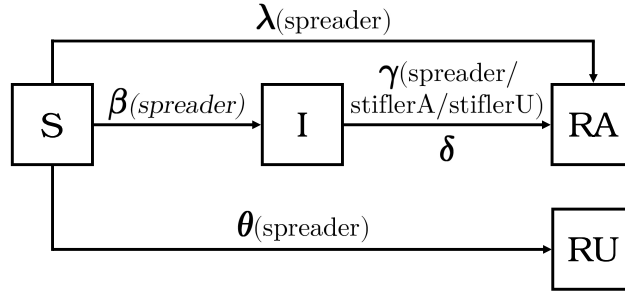 λ(spreader)
γ(spreader/
S β(spreader) I stiflerA/stiflerU) RA
δ
θ(spreader) RU